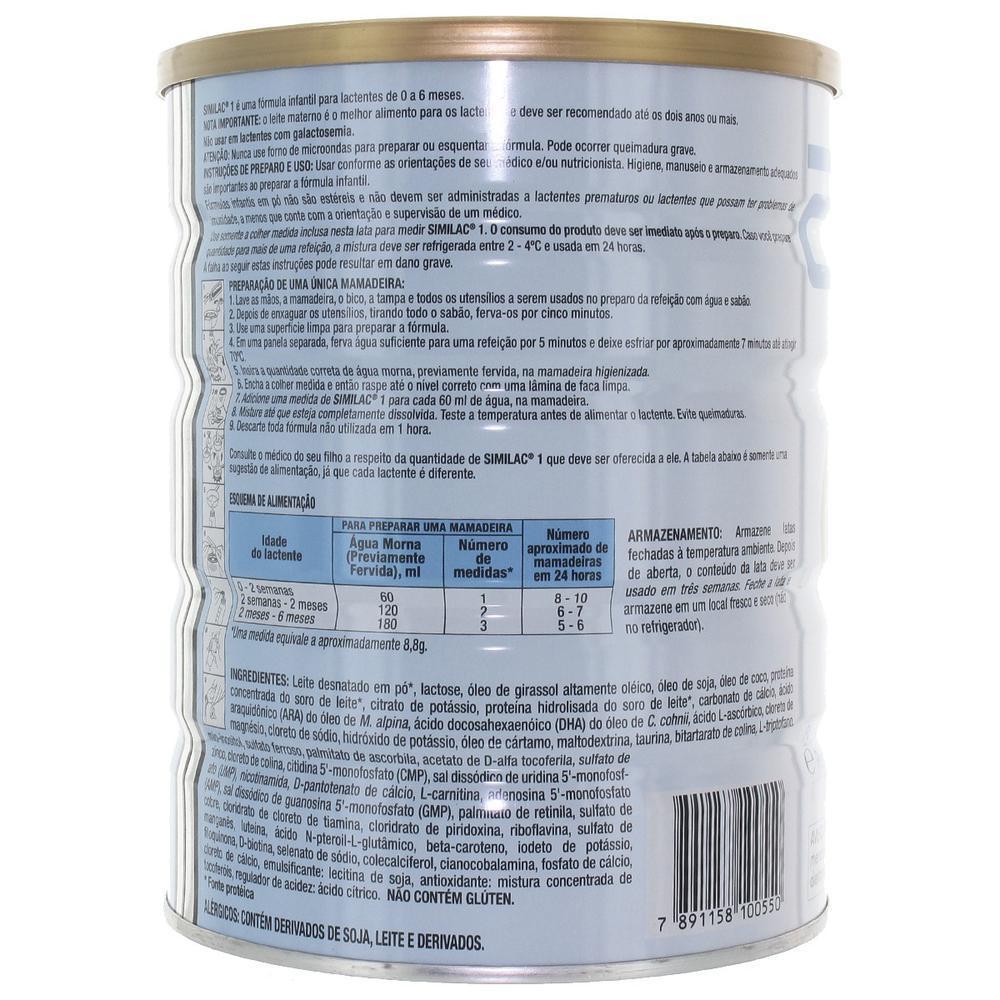 SIMILAC® 1 é uma fórmula infantil para lactentes de 0 a 6 meses.
NOTA IMPORTANTE: o leite materno é o melhor alimento para os lacten e deve ser recomendado até os dois anos ou mais.
Não usar em lactentes com galactosemia.
ATENÇÃO: Nunca use forno de microondas para preparar ou esquentar a fórmula. Pode ocorrer queimadura grave.
INSTRUÇÕES DE PREPARO E USO: Usar conforme as orientações de seu médico e/ou nutricionista. Higiene, manuseio e armazenamento adequados
são importantes ao preparar a fórmula infantil.
Fórmulas infantis em pó não são estéreis e não devem ser administradas a lactentes prematuros ou lactentes que possam ter problemas de
imunidade, a menos que conte com a orientação e supervisão de um médico.
Use somente a colher medida inclusa nesta lata para medir SIMILAC® 1. O consumo do produto deve ser imediato após o preparo. Caso você prepare
quantidade para mais de uma refeição, a mistura deve ser refrigerada entre 2 - 4ºC e usada em 24 horas.
A falha ao seguir estas instruções pode resultar em dano grave.
PREPARAÇÃO DE UMA ÚNICA MAMADEIRA:
1. Lave as mãos, a mamadeira, o bico, a tampa e todos os utensílios a serem usados no preparo da refeição com água e sabão.
2. Depois de enxaguar os utensílios, tirando todo o sabão, ferva-os por cinco minutos.
3. Use uma superfície limpa para preparar a fórmula.
4. Em uma panela separada, ferva água suficiente para uma refeição por 5 minutos e deixe esfriar por aproximadamente 7 minutos até atingir
70ºC.
5. Insira a quantidade correta de água morna, previamente fervida, na mamadeira higienizada.
6. Encha a colher medida e então raspe até o nível correto com uma lâmina de faca limpa.
7. Adicione uma medida de SIMILAC® 1 para cada 60 ml de água, na mamadeira.
8. Misture até que esteja completamente dissolvida. Teste a temperatura antes de alimentar o lactente. Evite queimaduras.
9. Descarte toda fórmula não utilizada em 1 hora.
Consulte o médico do seu filho a respeito da quantidade de SIMILAC® 1 que deve ser oferecida a ele. A tabela abaixo é somente uma
sugestão de alimentação, já que cada lactente é diferente.
ESQUEMA DE ALIMENTAÇÃO
Idade do lactente
PARA PREPARAR UMA MAMADEIRA
Água Morna (Previamente Fervida), ml
Número de medidas*
Número aproximado de mamadeiras em 24 horas
0 - 2 semanas 60 1 8 - 10
2 semanas - 2 meses 120 2 6 - 7
2 meses - 6 meses 180 3 5 - 6
*Uma medida equivale a aproximadamente 8,8g.
ARMAZENAMENTO: Armazene latas
fechadas à temperatura ambiente. Depois
de aberta, o conteúdo da lata deve ser
usado em três semanas. Feche a lata e
armazene em um local fresco e seco (não
no refrigerador).
INGREDIENTES: Leite desnatado em pó*, lactose, óleo de girassol altamente oléico, óleo de soja, óleo de coco, proteína
concentrada do soro de leite*, citrato de potássio, proteína hidrolisada do soro de leite*, carbonato de cálcio, ácido
araquidônico (ARA) do óleo de M. alpina, ácido docosahexaenóico (DHA) do óleo de C. cohnii, ácido L-ascórbico, cloreto de
magnésio, cloreto de sódio, hidróxido de potássio, óleo de cártamo, maltodextrina, taurina, bitartarato de colina, L-triptofano,
sulfato ferroso, palmitato de ascorbila, acetato de D-alfa tocoferila, sulfato de
zinco, cloreto de colina, citidina 5'-monofosfato (CMP), sal dissódico de uridina 5'-monofosf-
ato (UMP), nicotinamida, D-pantotenato de cálcio, L-carnitina, adenosina 5'-monofosfato
(AMP), sal dissódico de guanosina 5'-monofosfato (GMP), palmitato de retinila, sulfato de
cobre, cloridrato de cloreto de tiamina, cloridrato de piridoxina, riboflavina, sulfato de
manganês, luteína, ácido N-pteroil-L-glutâmico, beta-caroteno, iodeto de potássio,
filoquinona, D-biotina, selenato de sódio, colecalciferol, cianocobalamina, fosfato de cálcio,
cloreto de cálcio, emulsificante: lecitina de soja, antioxidante: mistura concentrada de
tocoferóis, regulador de acidez: ácido cítrico. NÃO CONTÉM GLÚTEN.
* Fonte protéica
ALÉRGICOS: CONTÉM DERIVADOS DE SOJA, LEITE E DERIVADOS.
7 891158 100550